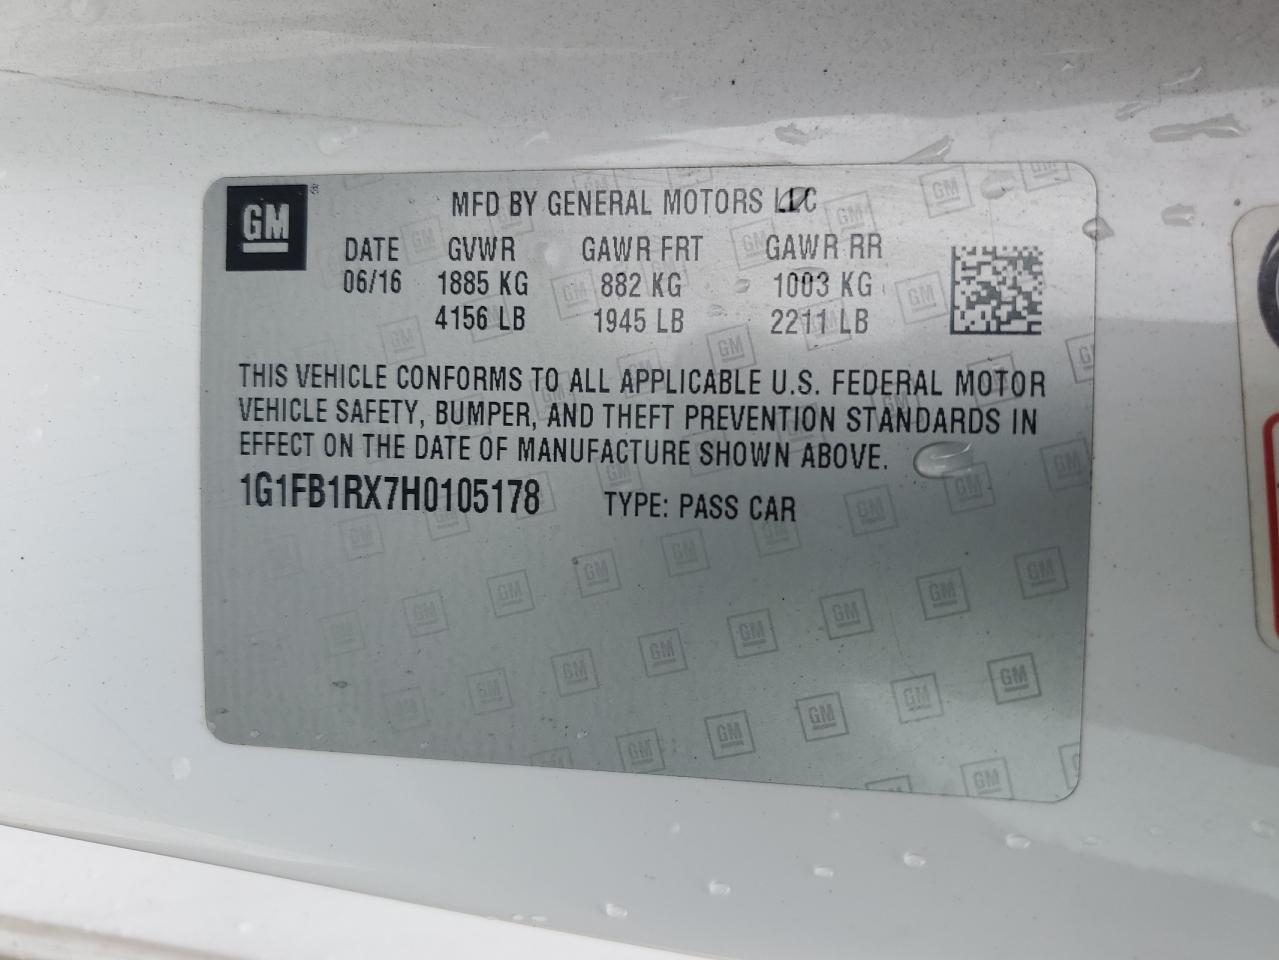 GM
MFD BY GENERAL MOTORS LLC
DATE GVWR GAWR FRT GAWR RR
06/16 1885 KG 882 KG 1003 KG
4156 LB 1945 LB 2211 LB
THIS VEHICLE CONFORMS TO ALL APPLICABLE U.S. FEDERAL MOTOR
VEHICLE SAFETY, BUMPER, AND THEFT PREVENTION STANDARDS IN
EFFECT ON THE DATE OF MANUFACTURE SHOWN ABOVE.
1G1FB1RX7H0105178 TYPE: PASS CAR